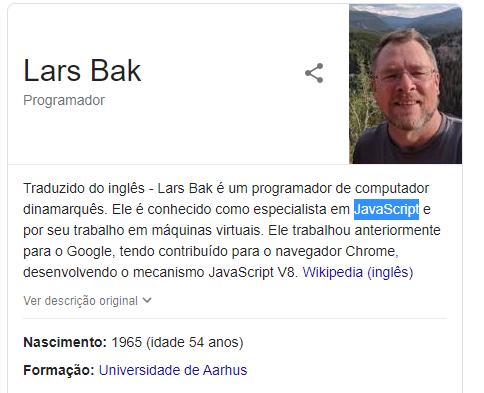 Lars Bak
Programador
Traduzido do inglês - Lars Bak é um programador de computador
dinamarquês. Ele é conhecido como especialista em JavaScript e
por seu trabalho em máquinas virtuais. Ele trabalhou anteriormente
para o Google, tendo contribuído para o navegador Chrome,
desenvolvendo o mecanismo JavaScript V8. Wikipedia (inglês)
Ver descrição original
Nascimento: 1965 (idade 54 anos)
Formação: Universidade de Aarhus